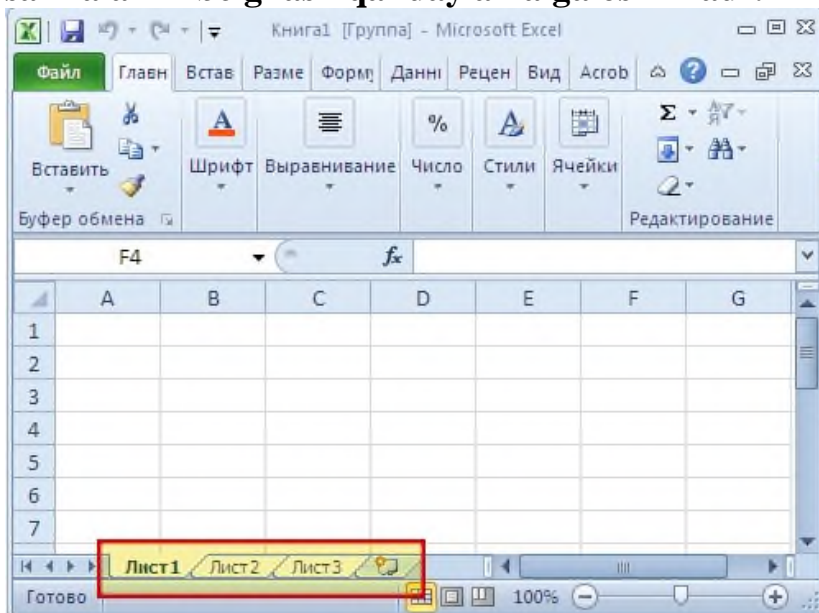 Книга1 [Группа] - Microsoft Excel
Файл Главн Встав Разме Форму Данні Рецен Вид Acrob
Вставить Шрифт Выравнивание Число Стили Ячейки
Буфер обмена Редактирование
F4 fx
A B C D E F G
1
2
3
4
5
6
7
Лист1 Лист2 Лист3
Готово 100%